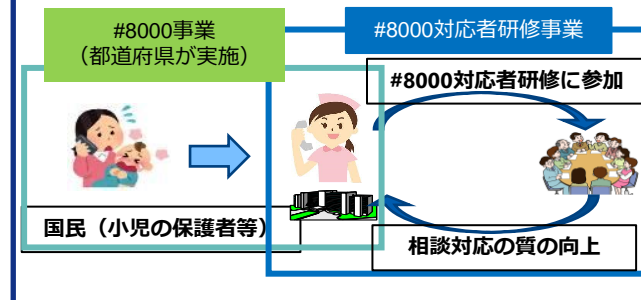 #8000事業
（都道府県が実施）
#8000対応者研修事業
#8000対応者研修に参加
国民（小児の保護者等）
相談対応の質の向上